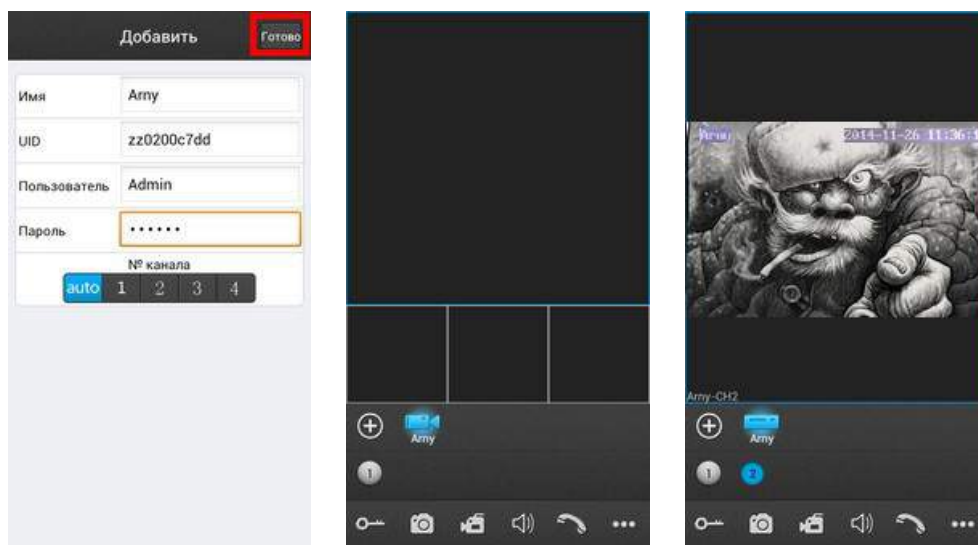 Добавить
Готово
Имя
Arny
UID
zz0200c7dd
Пользователь
Admin
Пароль
••••••
№ канала
auto 1 2 3 4
Arny
1
Arny
2014-11-26 11:36:1
Arny-CH2
Arny
1 2